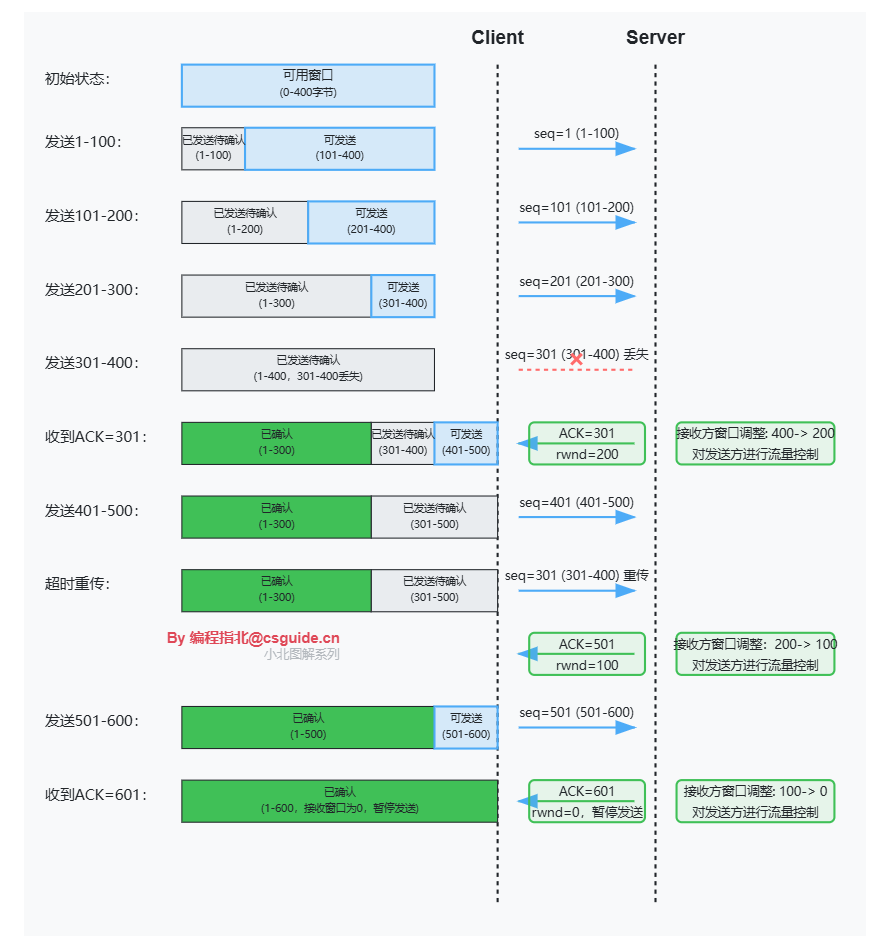 Client Server
初始状态：
可用窗口
(0-400字节)
发送1-100：
已发送待确认
(1-100)
可发送
(101-400)
seq=1 (1-100)
发送101-200：
已发送待确认
(1-200)
可发送
(201-400)
seq=101 (101-200)
发送201-300：
已发送待确认
(1-300)
可发送
(301-400)
seq=201 (201-300)
发送301-400：
已发送待确认
(1-400，301-400丢失)
seq=301 (301-400) 丢失
收到ACK=301：
已确认
(1-300)
已发送待确认
(301-400)
可发送
(401-500)
ACK=301
rwnd=200
接收方窗口调整: 400-> 200
对发送方进行流量控制
发送401-500：
已确认
(1-300)
已发送待确认
(301-500)
seq=401 (401-500)
超时重传：
已确认
(1-300)
已发送待确认
(301-500)
seq=301 (301-400) 重传
By 编程指北@csguide.cn
小北图解系列
ACK=501
rwnd=100
接收方窗口调整：200-> 100
对发送方进行流量控制
发送501-600：
已确认
(1-500)
可发送
(501-600)
seq=501 (501-600)
收到ACK=601：
已确认
(1-600，接收窗口为0，暂停发送)
ACK=601
rwnd=0，暂停发送
接收方窗口调整: 100-> 0
对发送方进行流量控制